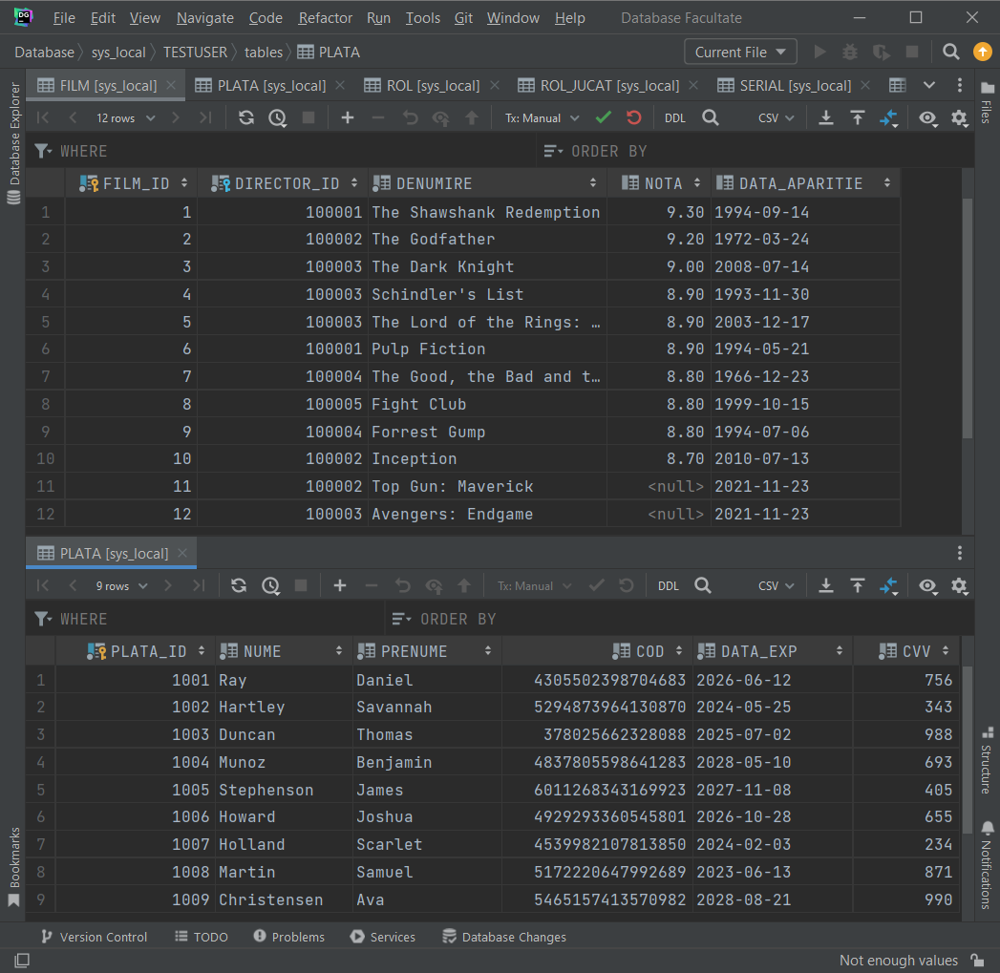 DG File Edit View Navigate Code Refactor Run Tools Git Window Help Database Facultate
Database sys_local TESTUSER tables PLATA Current File
FILM [sys_local] PLATA [sys_local] ROL [sys_local] ROL_JUCAT [sys_local] SERIAL [sys_local]
12 rows Tx: Manual DDL CSV
WHERE ORDER BY
FILM_ID DIRECTOR_ID DENUMIRE NOTA DATA_APARITIE
1 1 100001 The Shawshank Redemption 9.30 1994-09-14
2 2 100002 The Godfather 9.20 1972-03-24
3 3 100003 The Dark Knight 9.00 2008-07-14
4 4 100003 Schindler's List 8.90 1993-11-30
5 5 100003 The Lord of the Rings: … 8.90 2003-12-17
6 6 100001 Pulp Fiction 8.90 1994-05-21
7 7 100004 The Good, the Bad and t… 8.80 1966-12-23
8 8 100005 Fight Club 8.80 1999-10-15
9 9 100004 Forrest Gump 8.80 1994-07-06
10 10 100002 Inception 8.70 2010-07-13
11 11 100002 Top Gun: Maverick <null> 2021-11-23
12 12 100003 Avengers: Endgame <null> 2021-11-23
PLATA [sys_local]
9 rows Tx: Manual DDL CSV
WHERE ORDER BY
PLATA_ID NUME PRENUME COD DATA_EXP CVV
1 1001 Ray Daniel 4305502398704683 2026-06-12 756
2 1002 Hartley Savannah 5294873964130870 2024-05-25 343
3 1003 Duncan Thomas 378025662328088 2025-07-02 988
4 1004 Munoz Benjamin 4837805598641283 2028-05-10 693
5 1005 Stephenson James 6011268343169923 2027-11-08 405
6 1006 Howard Joshua 4929293360545801 2026-10-28 655
7 1007 Holland Scarlet 4539982107813850 2024-02-03 234
8 1008 Martin Samuel 5172220647992689 2023-06-13 871
9 1009 Christensen Ava 5465157413570982 2028-08-21 990
Database Explorer
Bookmarks
Files
Structure
Notifications
Version Control TODO Problems Services Database Changes
Not enough values